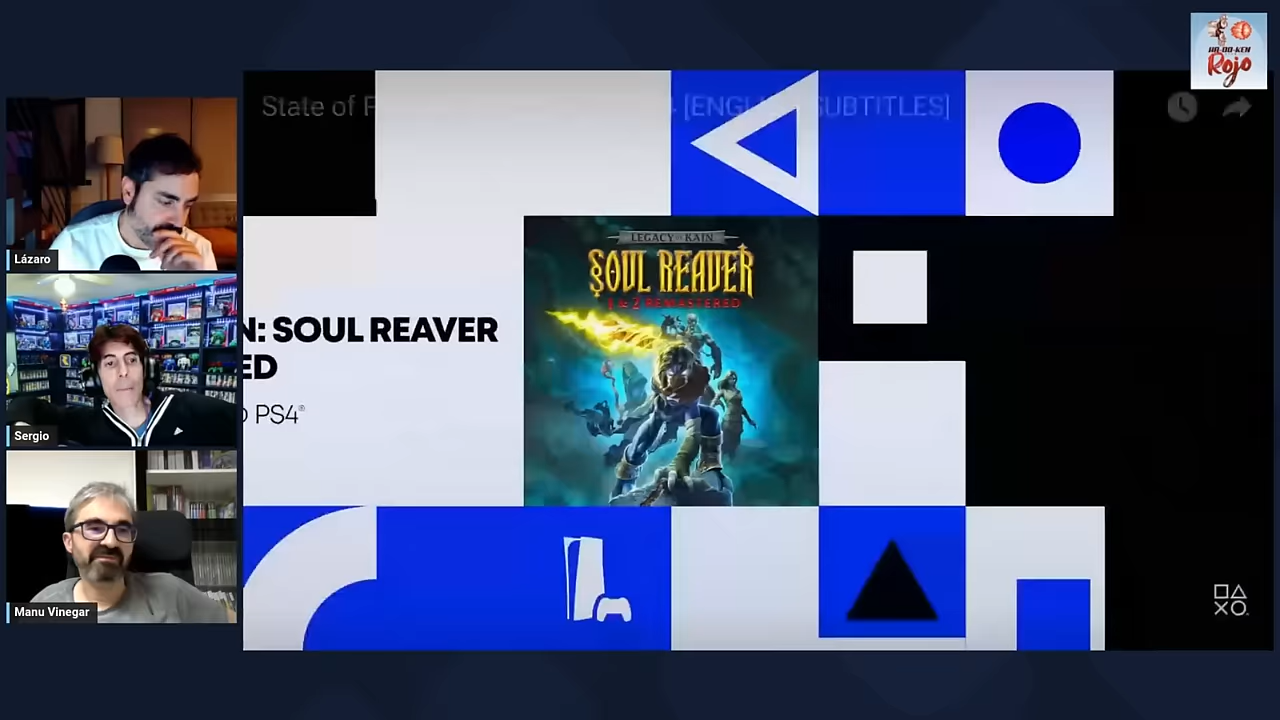 HA-DO-KEN
Rojo
State of P
[ENGL
SUBTITLES]
LEGACY OF KAIN
SOUL REAVER
1 & 2 REMASTERED
N: SOUL REAVER
ED
PS4®
Lázaro
Sergio
Manu Vinegar